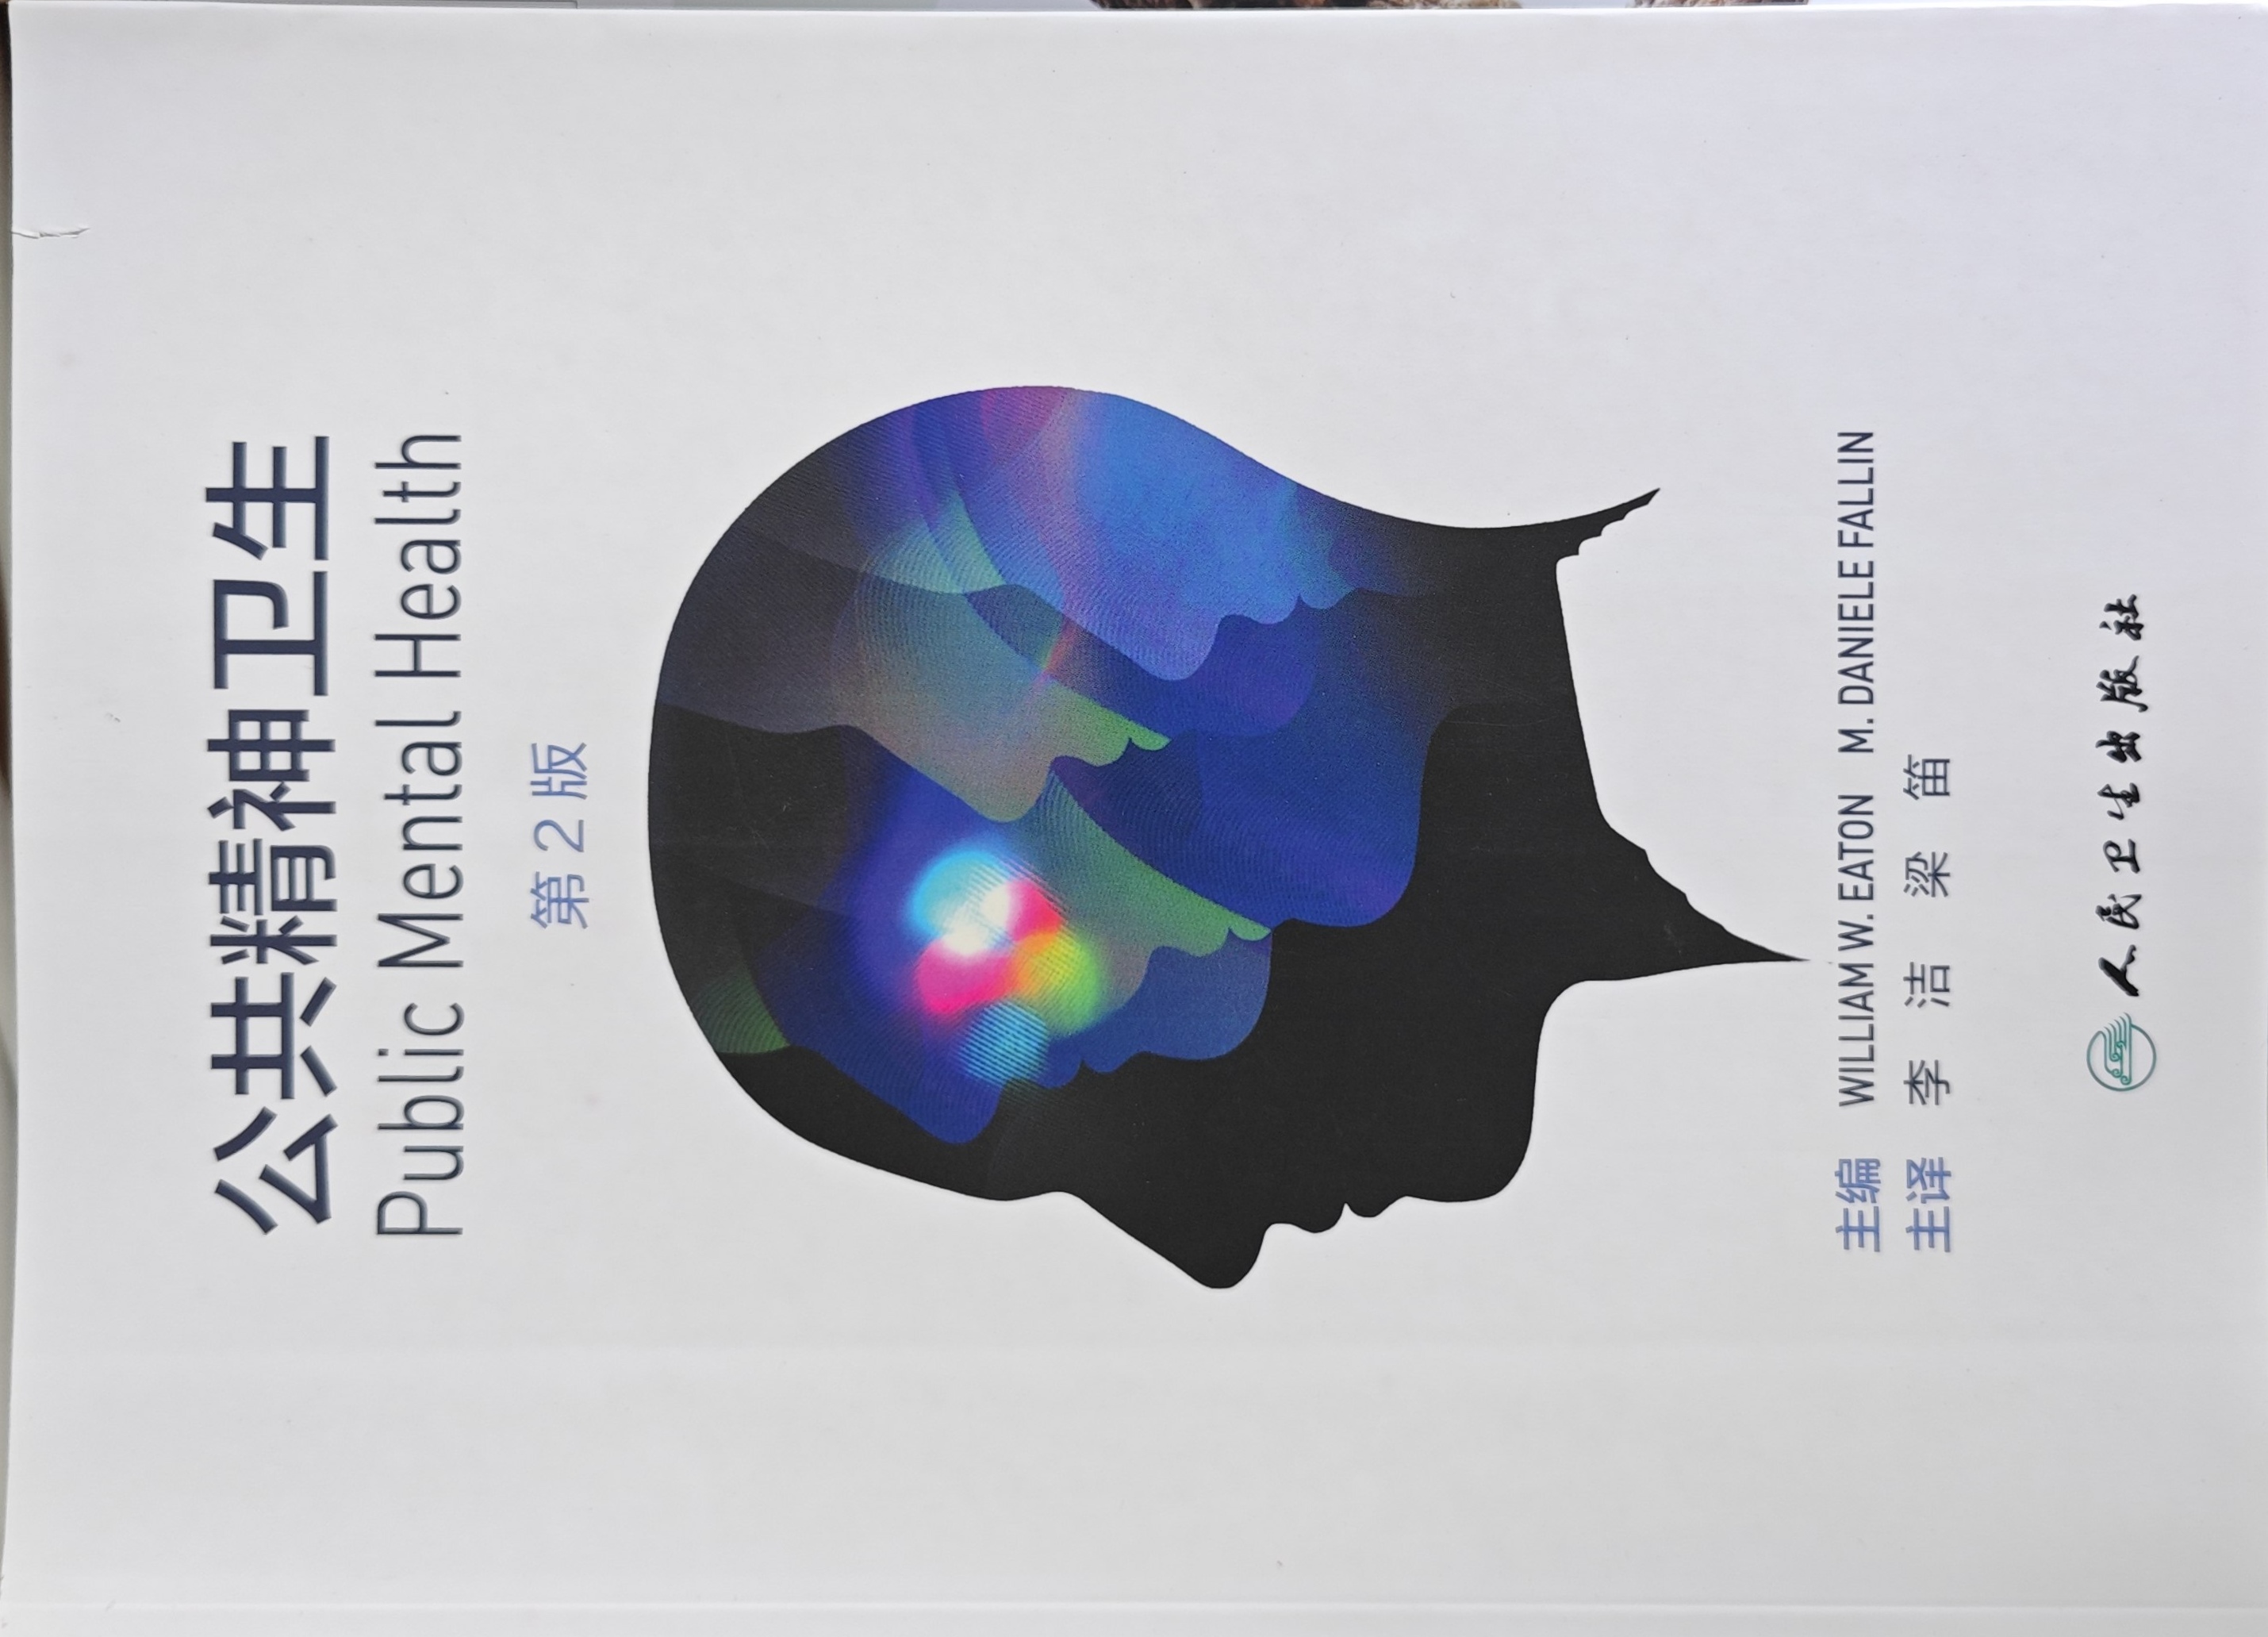 公共精神卫生
Public Mental Health
第2版
主编 WILLIAM W. EATON M. DANIELE FALLIN
主译 李洁 梁笛
人民卫生出版社